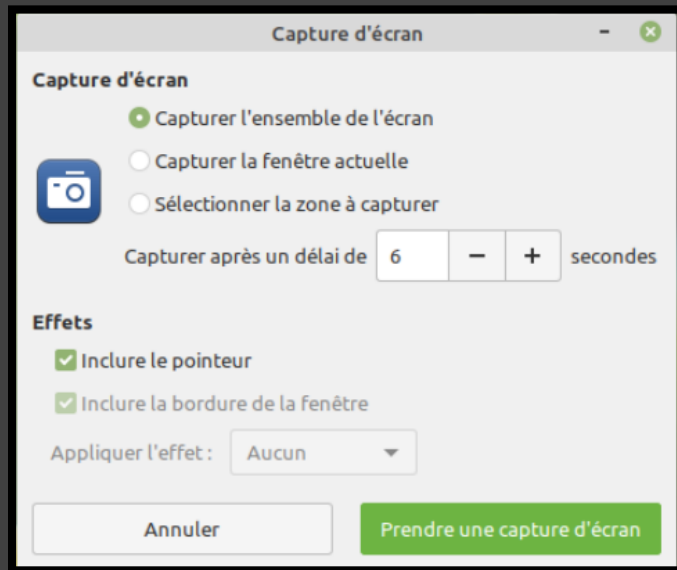 Capture d'écran
Capture d'écran
Capturer l'ensemble de l'écran
Capturer la fenêtre actuelle
Sélectionner la zone à capturer
Capturer après un délai de 6 − + secondes
Effets
Inclure le pointeur
Inclure la bordure de la fenêtre
Appliquer l'effet : Aucun
Annuler Prendre une capture d'écran